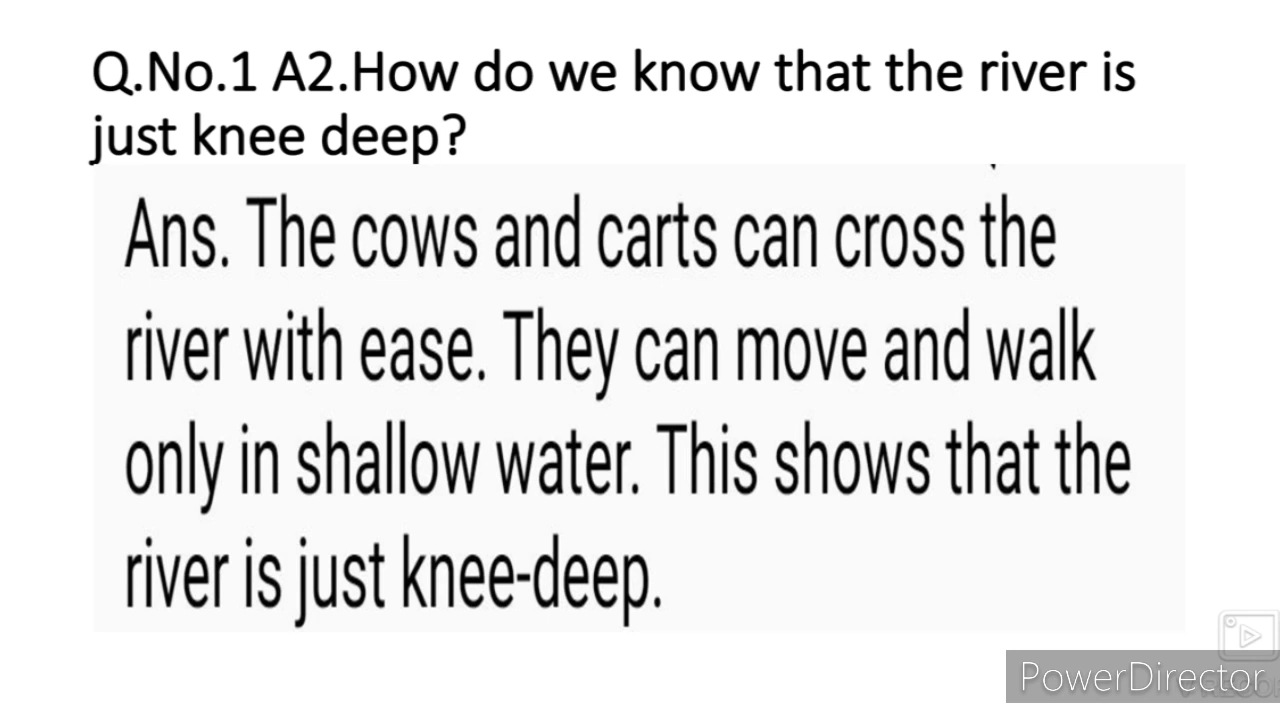 Q.No.1 A2.How do we know that the river is
just knee deep?
Ans. The cows and carts can cross the
river with ease. They can move and walk
only in shallow water. This shows that the
river is just knee-deep.
PowerDirector